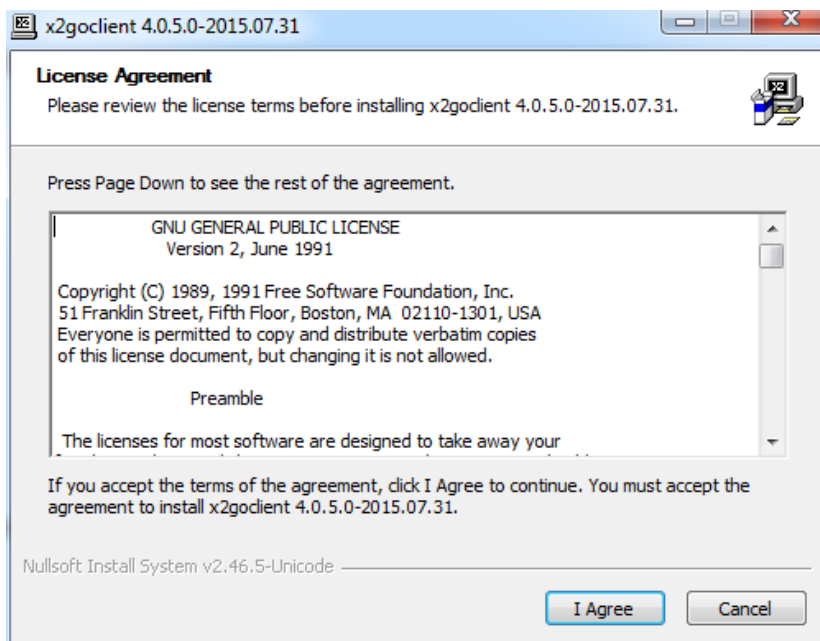 x2goclient 4.0.5.0-2015.07.31
License Agreement
Please review the license terms before installing x2goclient 4.0.5.0-2015.07.31.
Press Page Down to see the rest of the agreement.
GNU GENERAL PUBLIC LICENSE
Version 2, June 1991
Copyright (C) 1989, 1991 Free Software Foundation, Inc.
51 Franklin Street, Fifth Floor, Boston, MA 02110-1301, USA
Everyone is permitted to copy and distribute verbatim copies
of this license document, but changing it is not allowed.
Preamble
The licenses for most software are designed to take away your
If you accept the terms of the agreement, click I Agree to continue. You must accept the
agreement to install x2goclient 4.0.5.0-2015.07.31.
Nullsoft Install System v2.46.5-Unicode
I Agree Cancel